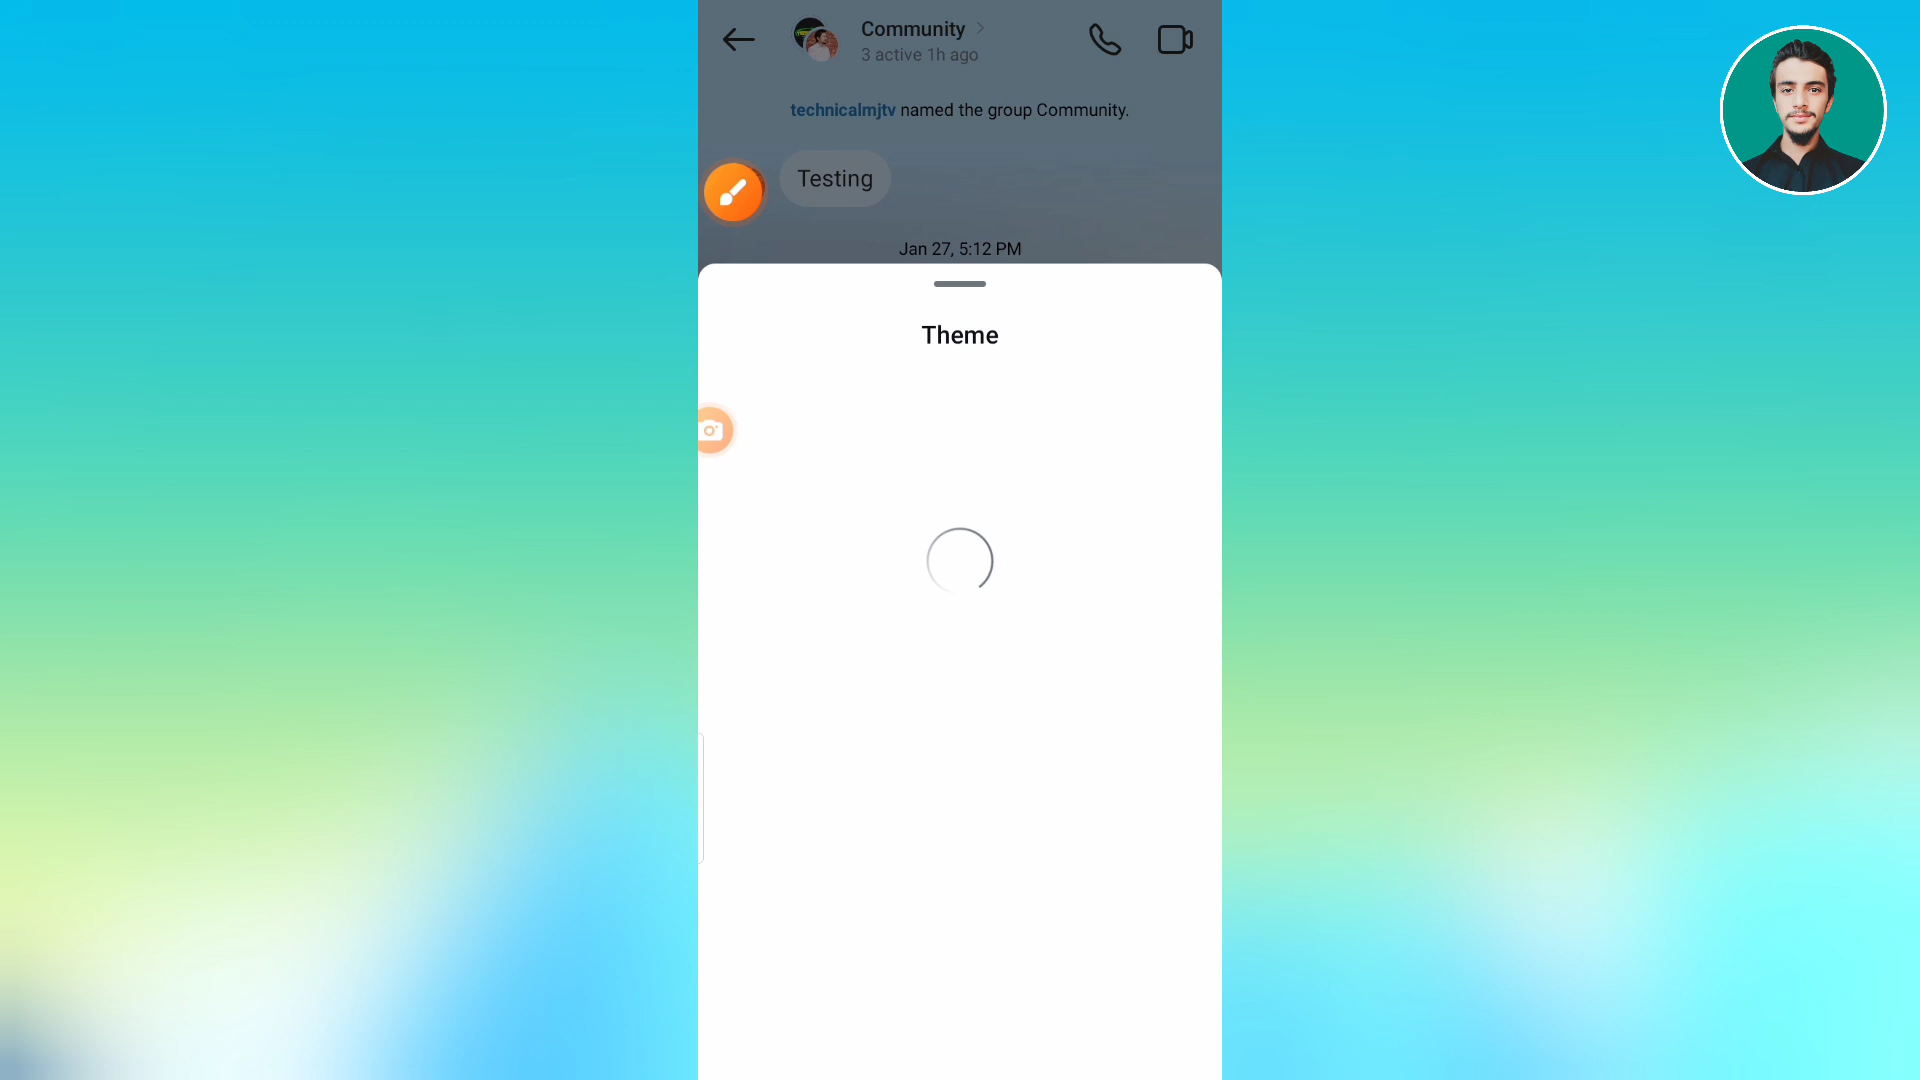 Community
3 active 1h ago
technicalmjtv named the group Community.
Testing
Jan 27, 5:12 PM
Theme